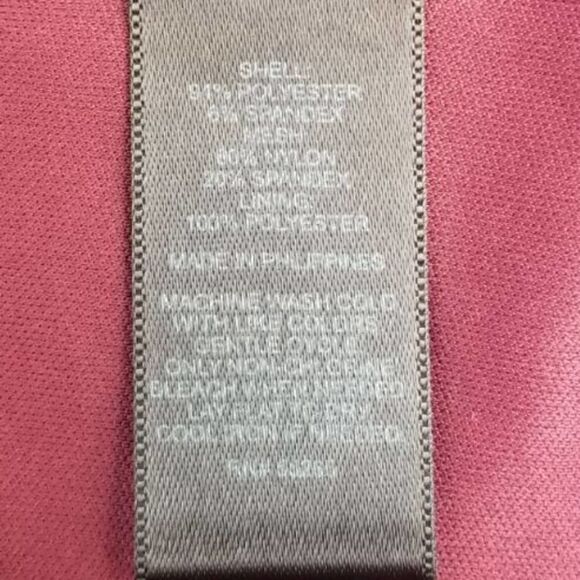 SHELL:
94% POLYESTER
6% SPANDEX
MESH:
80% NYLON
20% SPANDEX
LINING:
100% POLYESTER
MADE IN PHILIPPINES
MACHINE WASH COLD
WITH LIKE COLORS
GENTLE CYCLE
ONLY NON-CHLORINE
BLEACH WHEN NEEDED
LAY FLAT TO DRY
COOL IRON IF NEEDED
RN#